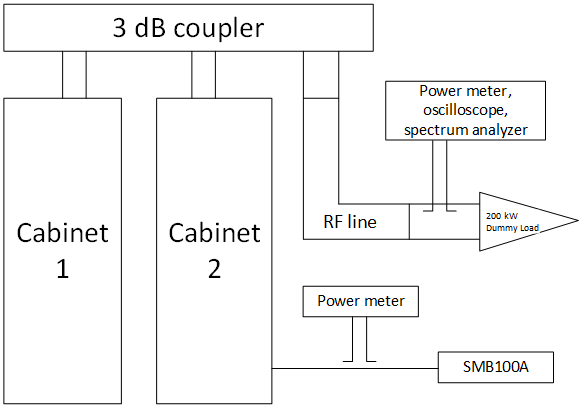 3 dB coupler
Power meter,
oscilloscope,
spectrum analyzer
Cabinet
1
Cabinet
2
RF line
200 kW
Dummy Load
Power meter
SMB100A